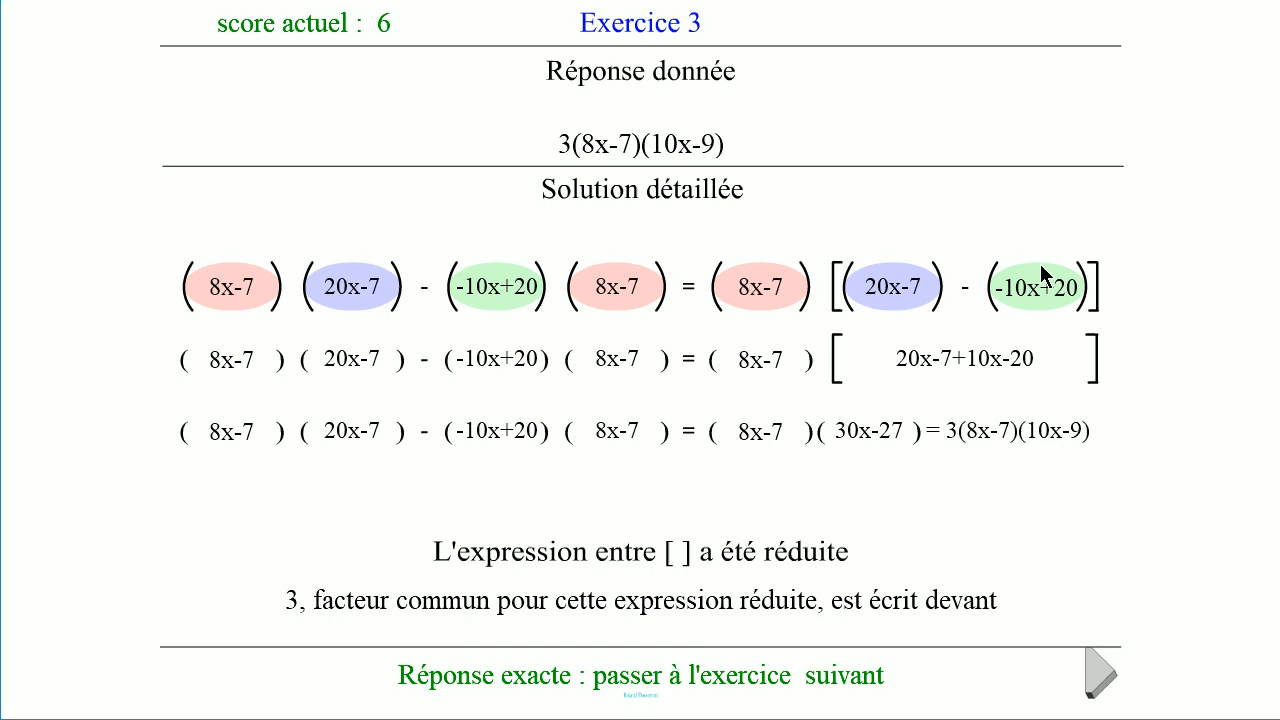 score actuel : 6 Exercice 3
Réponse donnée
3(8x-7)(10x-9)
Solution détaillée
(8x-7) (20x-7) - (-10x+20) (8x-7) = (8x-7) [(20x-7) - (-10x+20)]
( 8x-7 ) ( 20x-7 ) - (-10x+20) ( 8x-7 ) = ( 8x-7 ) [ 20x-7+10x-20 ]
( 8x-7 ) ( 20x-7 ) - (-10x+20) ( 8x-7 ) = ( 8x-7 ) ( 30x-27 ) = 3(8x-7)(10x-9)
L'expression entre [ ] a été réduite
3, facteur commun pour cette expression réduite, est écrit devant
Réponse exacte : passer à l'exercice suivant